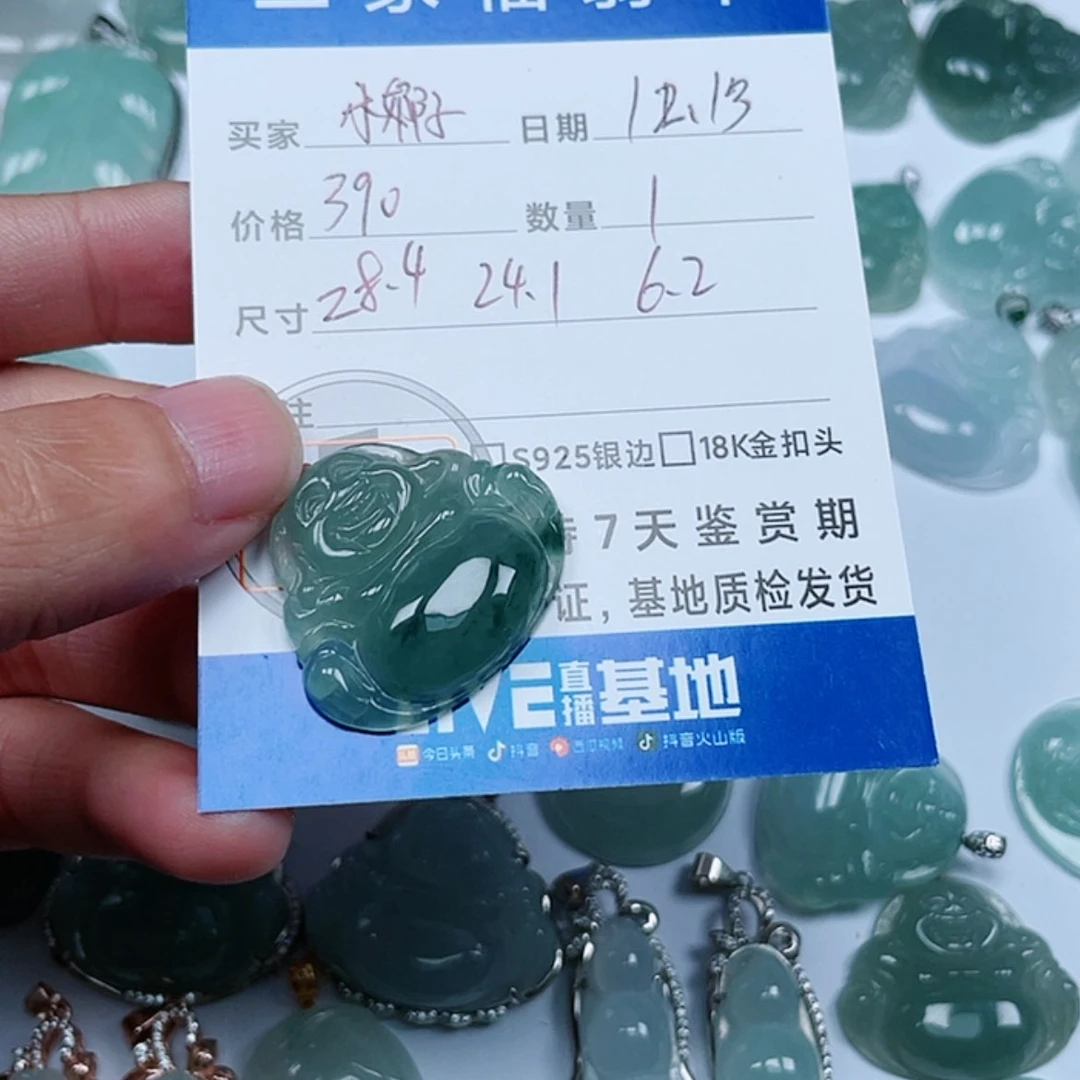 买家 日期 12.13
价格 390 数量 1
尺寸 28.4 24.1 6.2
注
S925银边 18K金扣头
持7天鉴赏期
证，基地质检发货
LIVE 直播 基地
今日头条 抖音 西瓜视频 抖音火山版